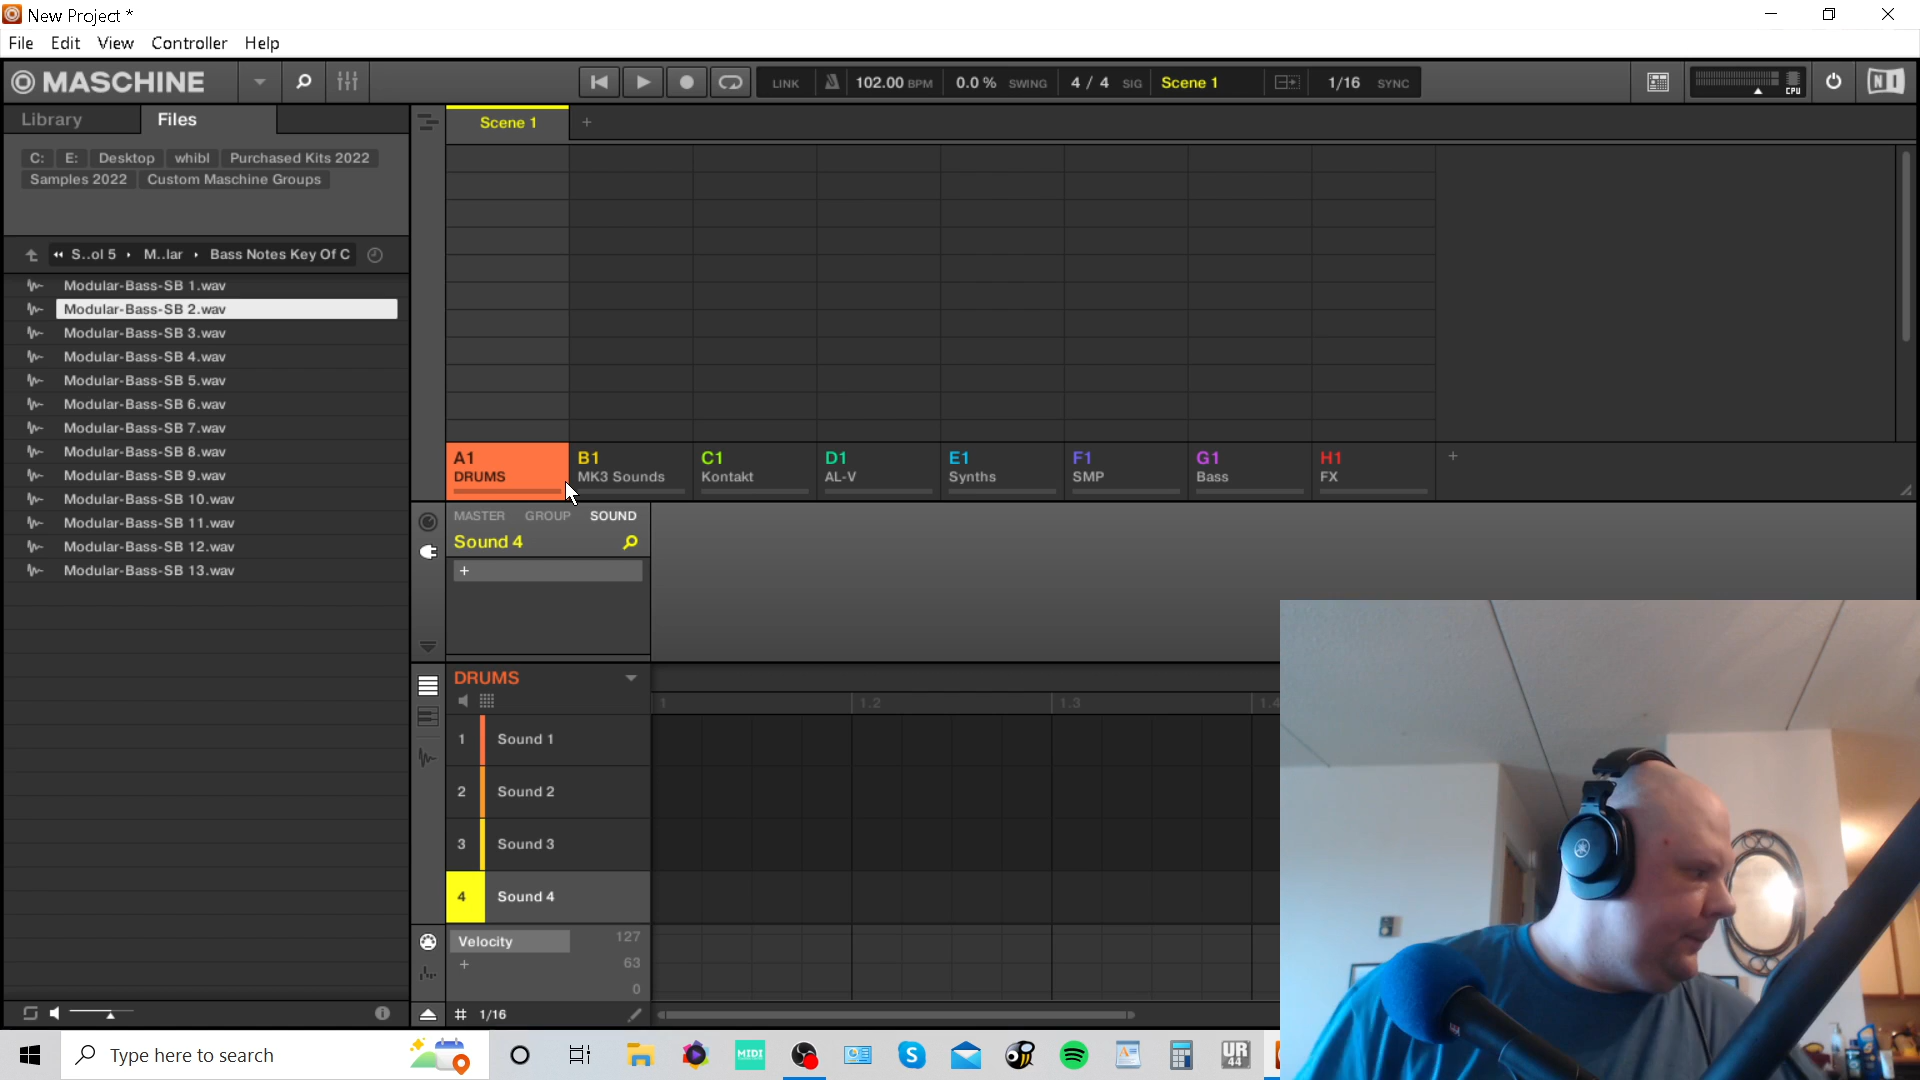 New Project *
File Edit View Controller Help
MASCHINE
LINK 102.00 BPM 0.0 % SWING 4 / 4 SIG Scene 1 1/16 SYNC
CPU
Library Files
Scene 1 +
C: E: Desktop whibl Purchased Kits 2022
Samples 2022 Custom Maschine Groups
S..ol 5 M..lar Bass Notes Key Of C
Modular-Bass-SB 1.wav
Modular-Bass-SB 2.wav
Modular-Bass-SB 3.wav
Modular-Bass-SB 4.wav
Modular-Bass-SB 5.wav
Modular-Bass-SB 6.wav
Modular-Bass-SB 7.wav
Modular-Bass-SB 8.wav
Modular-Bass-SB 9.wav
Modular-Bass-SB 10.wav
Modular-Bass-SB 11.wav
Modular-Bass-SB 12.wav
Modular-Bass-SB 13.wav
A1 B1 C1 D1 E1 F1 G1 H1 +
DRUMS MK3 Sounds Kontakt AL-V Synths SMP Bass FX
MASTER GROUP SOUND
Sound 4
+
DRUMS
1 1.2 1.3 1.4
1 Sound 1
2 Sound 2
3 Sound 3
4 Sound 4
Velocity 127
+ 63
0
1/16
Type here to search
MIDI
UR
44